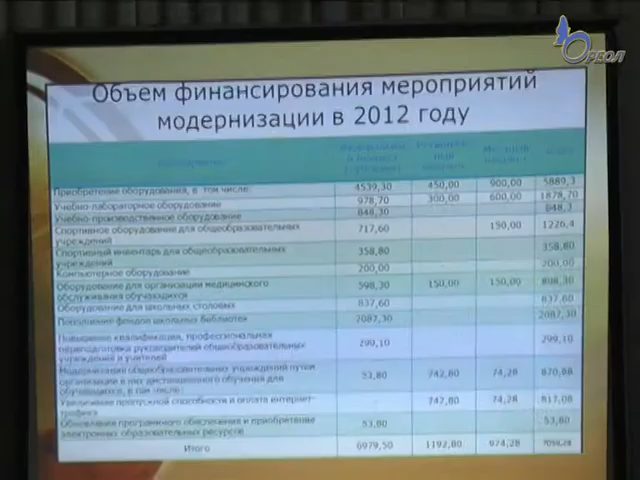 Ореол
Объем финансирования мероприятий
модернизации в 2012 году
Приобретение оборудования, в том числе: 4539,30 450,00 900,00 5889,3
Учебно-лабораторное оборудование 978,70 300,00 600,00 1878,70
Учебно-производственное оборудование 848,30 848,3
Спортивное оборудование для общеобразовательных 717,60 150,00
учреждений
Спортивный инвентарь для общеобразовательных 358,80 358,80
учреждений
Компьютерное оборудование 200,00 200,00
Оборудование для организации медицинского 598,30 150,00 150,00 898,30
обслуживания обучающихся
Оборудование для школьных столовых 837,60 837,60
Пополнение фондов школьных библиотек 2087,30 2087,30
Повышение квалификации, профессиональная 299,10 299,10
переподготовка руководителей общеобразовательных
учреждений и учителей
Модернизация общеобразовательных учреждений путем 53,80 742,80 74,28 870,88
организации в них дистанционного обучения для
обучающихся, в том числе:
Увеличение пропускной способности и оплата интернет- 742,80 74,28 817,08
трафика
Обновление программного обеспечения и приобретение 53,80 53,80
электронных образовательных ресурсов
Итого 6979,50 1192,80 974,28